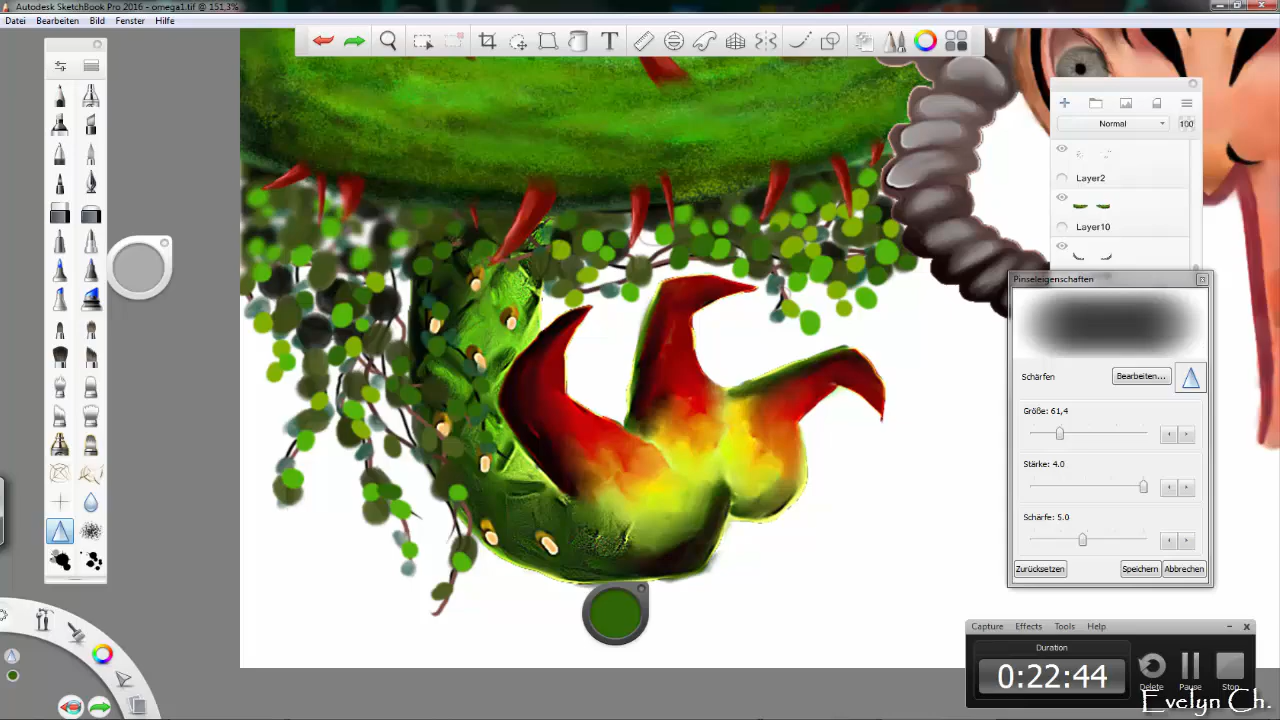 Autodesk SketchBook Pro 2016 - omega1.tif @ 151,3%
Datei Bearbeiten Bild Fenster Hilfe
T
Normal 100
Layer2
Layer10
Pinseleigenschaften
Schärfen Bearbeiten...
Größe: 61,4
Stärke: 4.0
Schärfe: 5.0
Zurücksetzen Speichern Abbrechen
Capture Effects Tools Help
Duration
0:22:44
Delete Pause Stop
Evelyn Ch.